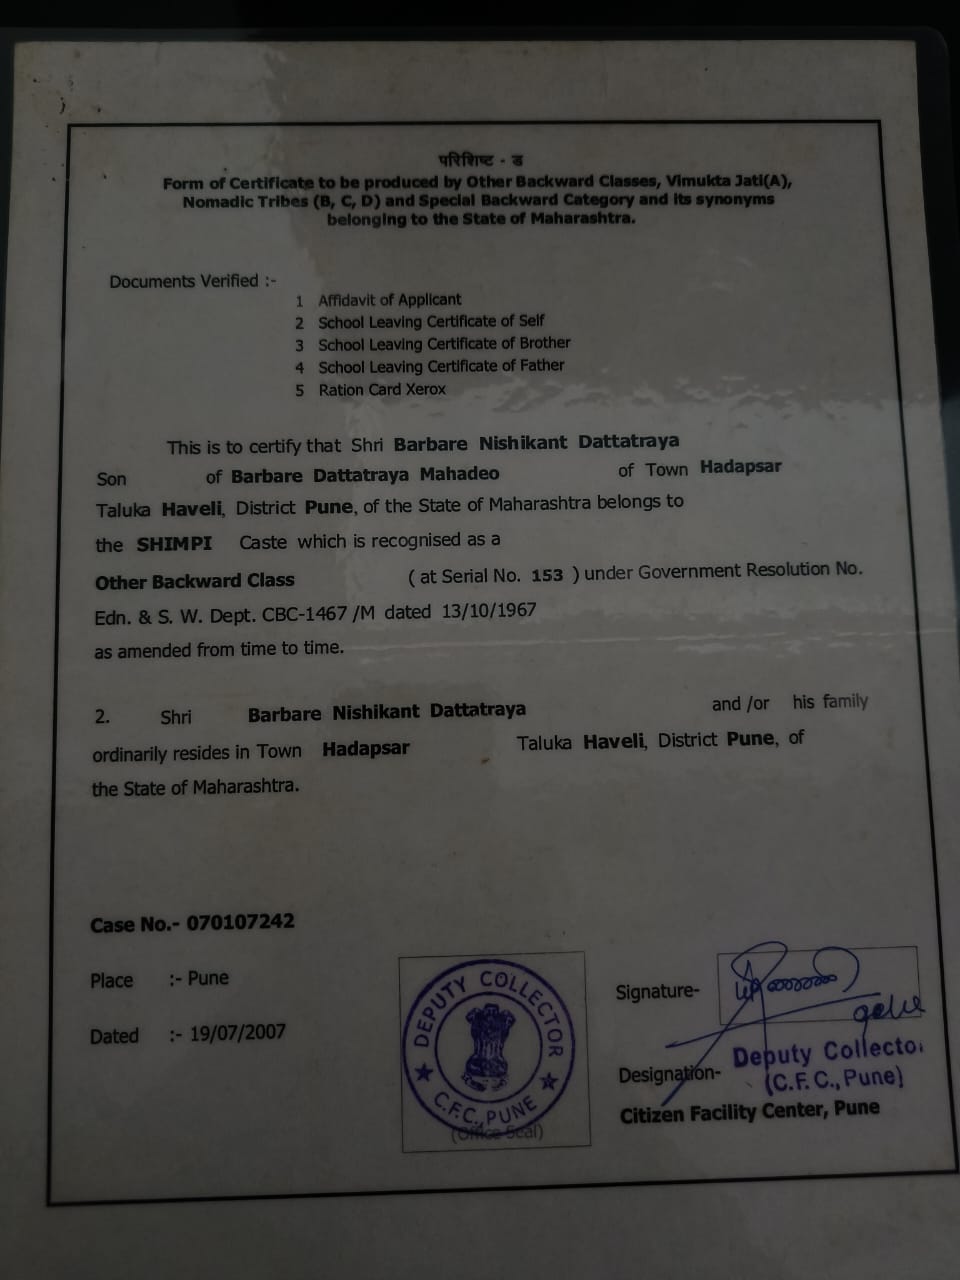 परिशिष्ट - ड
Form of Certificate to be produced by Other Backward Classes, Vimukta Jati(A),
Nomadic Tribes (B, C, D) and Special Backward Category and its synonyms
belonging to the State of Maharashtra.
Documents Verified :-
1 Affidavit of Applicant
2 School Leaving Certificate of Self
3 School Leaving Certificate of Brother
4 School Leaving Certificate of Father
5 Ration Card Xerox
This is to certify that Shri Barbare Nishikant Dattatraya
Son of Barbare Dattatraya Mahadeo of Town Hadapsar
Taluka Haveli, District Pune, of the State of Maharashtra belongs to
the SHIMPI Caste which is recognised as a
Other Backward Class ( at Serial No. 153 ) under Government Resolution No.
Edn. & S. W. Dept. CBC-1467 /M dated 13/10/1967
as amended from time to time.
2. Shri Barbare Nishikant Dattatraya and /or his family
ordinarily resides in Town Hadapsar Taluka Haveli, District Pune, of
the State of Maharashtra.
Case No.- 070107242
Place :- Pune
Dated :- 19/07/2007
DEPUTY COLLECTOR
C.F.C., PUNE
(Office Seal)
Signature-
Designation- Deputy Collector
(C.F.C., Pune)
Citizen Facility Center, Pune